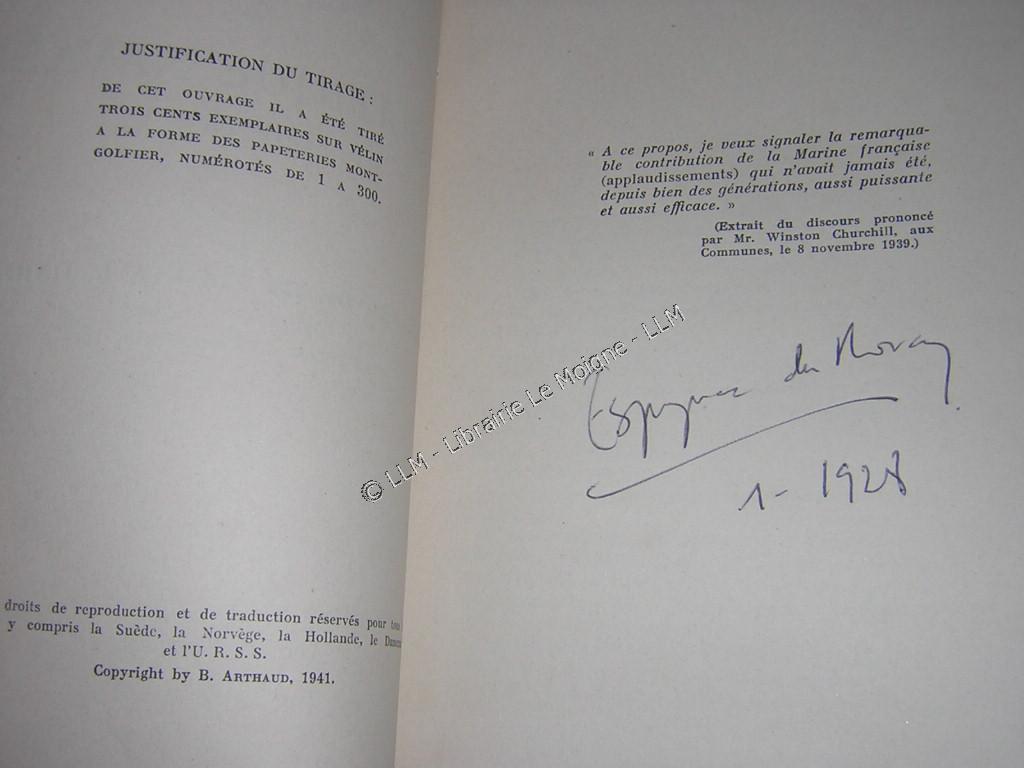 JUSTIFICATION DU TIRAGE :
DE CET OUVRAGE IL A ÉTÉ TIRÉ
TROIS CENTS EXEMPLAIRES SUR VÉLIN
A LA FORME DES PAPETERIES MONT-
GOLFIER, NUMÉROTÉS DE 1 A 300.
droits de reproduction et de traduction réservés pour tous
y compris la Suède, la Norvège, la Hollande, le
et l'U. R. S. S.
Copyright by B. ARTHAUD, 1941.
« A ce propos, je veux signaler la remarqua-
ble contribution de la Marine française
(applaudissements) qui n'avait jamais été,
depuis bien des générations, aussi puissante
et aussi efficace. »
(Extrait du discours prononcé
par Mr. Winston Churchill, aux
Communes, le 8 novembre 1939.)
1-1928
© LLM - Librairie Le Moigne - LLM